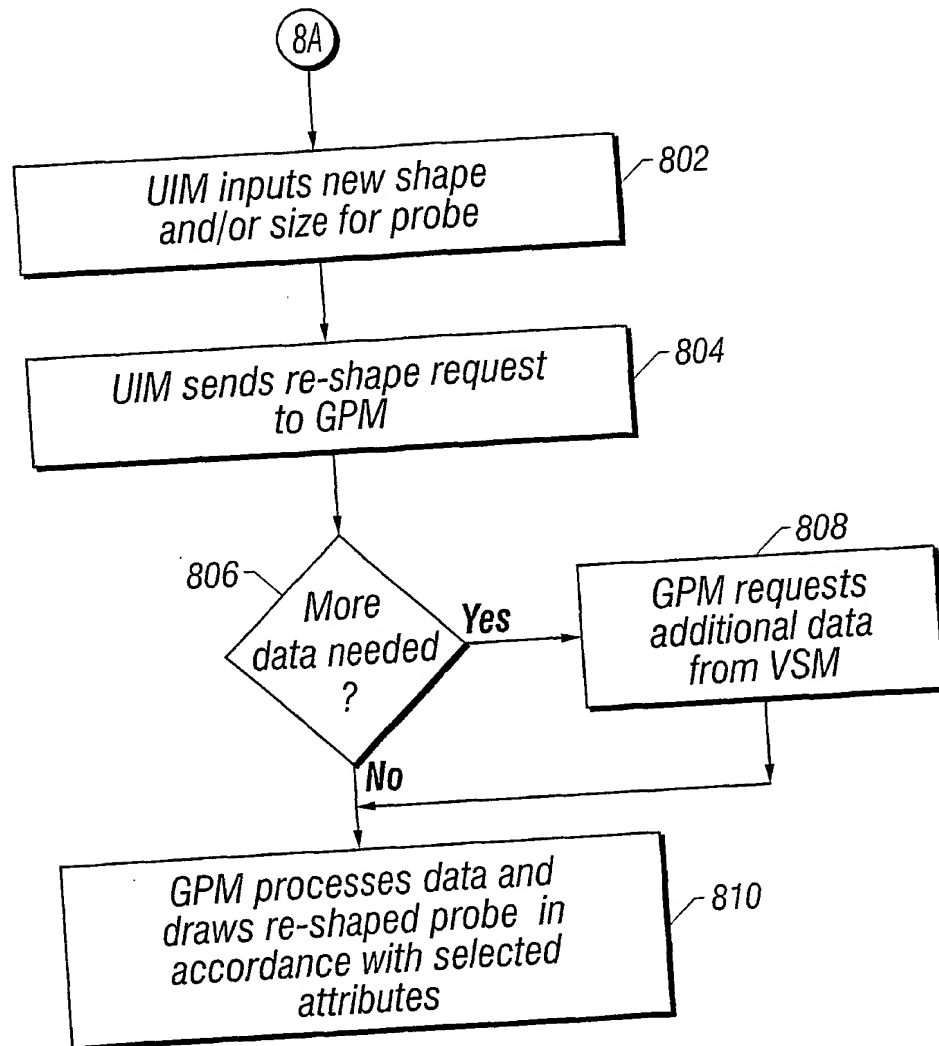 8A
UIM inputs new shape
and/or size for probe
802
UIM sends re-shape request
to GPM
804
806
More
data needed
?
Yes
808
GPM requests
additional data
from VSM
No
GPM processes data and
draws re-shaped probe in
accordance with selected
attributes
810